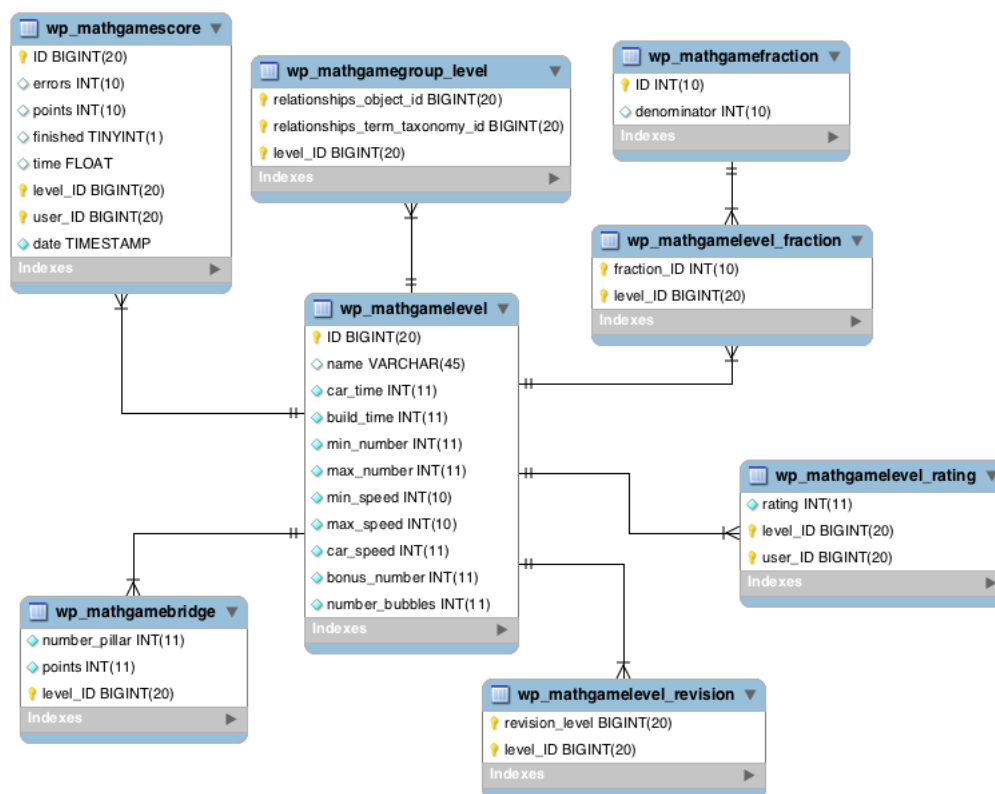 wp_mathgamescore
ID BIGINT(20)
errors INT(10)
points INT(10)
finished TINYINT(1)
time FLOAT
level_ID BIGINT(20)
user_ID BIGINT(20)
date TIMESTAMP
Indexes
wp_mathgamegroup_level
relationships_object_id BIGINT(20)
relationships_term_taxonomy_id BIGINT(20)
level_ID BIGINT(20)
Indexes
wp_mathgamefraction
ID INT(10)
denominator INT(10)
Indexes
wp_mathgamelevel_fraction
fraction_ID INT(10)
level_ID BIGINT(20)
Indexes
wp_mathgamelevel
ID BIGINT(20)
name VARCHAR(45)
car_time INT(11)
build_time INT(11)
min_number INT(11)
max_number INT(11)
min_speed INT(10)
max_speed INT(10)
car_speed INT(11)
bonus_number INT(11)
number_bubbles INT(11)
Indexes
wp_mathgamelevel_rating
rating INT(11)
level_ID BIGINT(20)
user_ID BIGINT(20)
Indexes
wp_mathgamebridge
number_pillar INT(11)
points INT(11)
level_ID BIGINT(20)
Indexes
wp_mathgamelevel_revision
revision_level BIGINT(20)
level_ID BIGINT(20)
Indexes